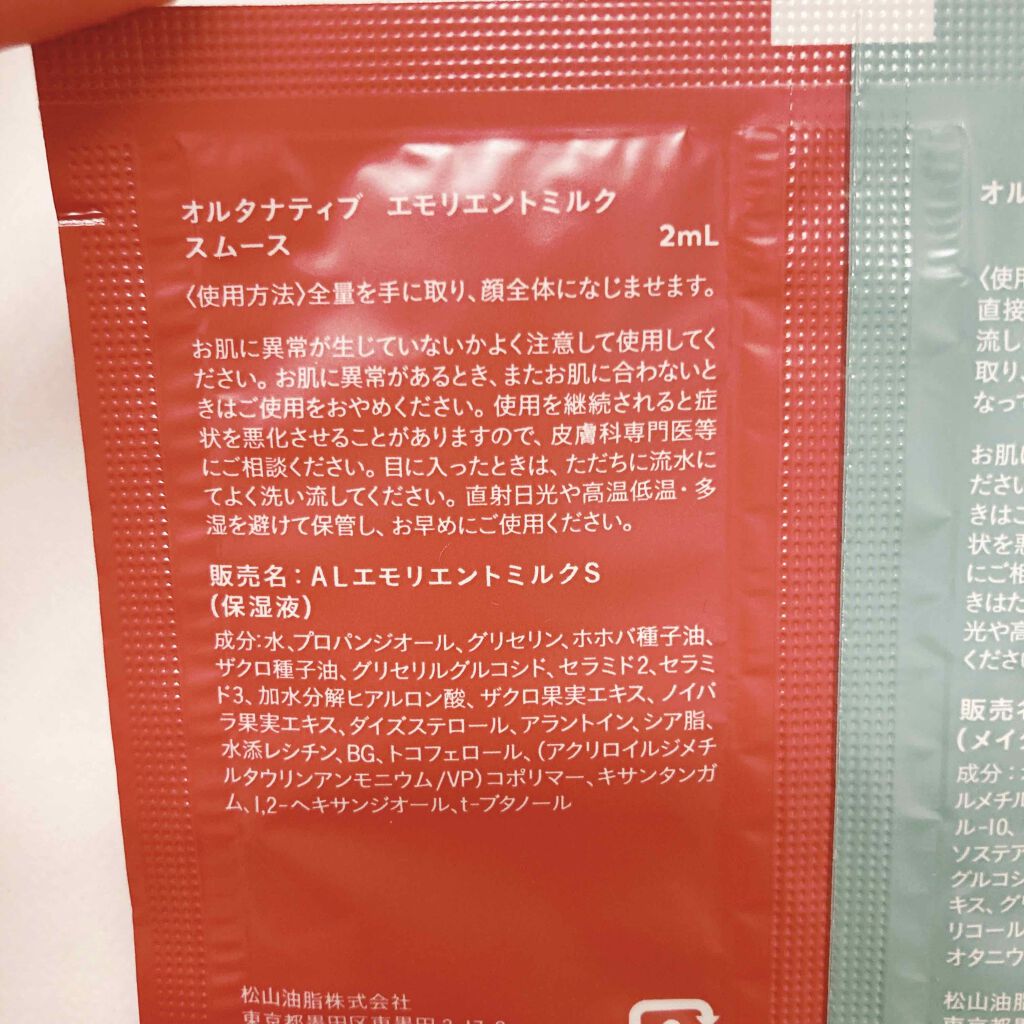 オルタナティブ エモリエントミルク
スムース 2mL
〈使用方法〉全量を手に取り、顔全体になじませます。
お肌に異常が生じていないかよく注意して使用してく
ださい。お肌に異常があるとき、またお肌に合わないと
きはご使用をおやめください。使用を継続されると症
状を悪化させることがありますので、皮膚科専門医等
にご相談ください。目に入ったときは、ただちに流水に
てよく洗い流してください。直射日光や高温低温・多
湿を避けて保管し、お早めにご使用ください。
販売名：ALエモリエントミルクS
(保湿液)
成分:水、プロパンジオール、グリセリン、ホホバ種子油、
ザクロ種子油、グリセリルグルコシド、セラミド2、セラミ
ド3、加水分解ヒアルロン酸、ザクロ果実エキス、ノイバ
ラ果実エキス、ダイズステロール、アラントイン、シア脂、
水添レシチン、BG、トコフェロール、(アクリロイルジメチ
ルタウリンアンモニウム/VP)コポリマー、キサンタンガ
ム、1,2-ヘキサンジオール、t-ブタノール
松山油脂株式会社
東京都墨田区東墨田
オル
〈使用
直接
流し
取り、
なって
お肌に
ださい
きはご
状を悪
にご相
きはた
光や高
ください
販売名
(メイク
成分：
ルメチル
ル-10、
ソステア
グルコシ
キス、グリ
リコール
オタニウ
松山油脂
東京都墨